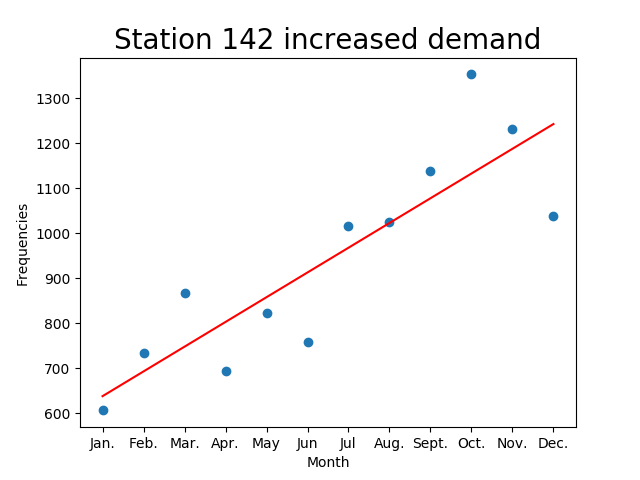 Station 142 increased demand
1300
1200
1100
1000
900
800
700
600
Frequencies
Jan. Feb. Mar. Apr. May Jun Jul Aug. Sept. Oct. Nov. Dec.
Month